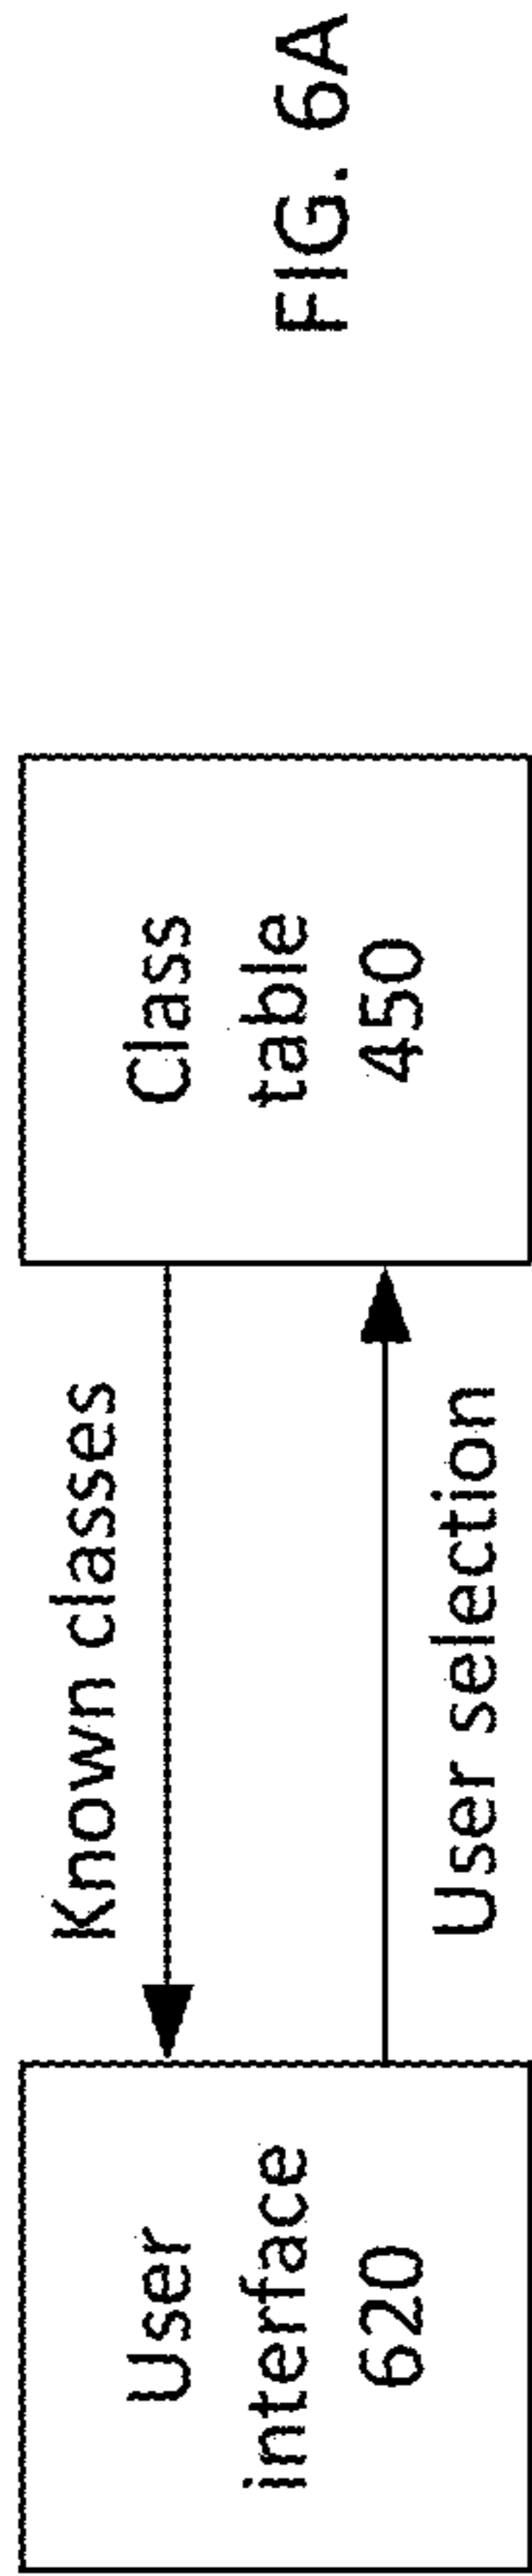 Known classes
User
interface
620
Class
table
450
User selection
FIG. 6A